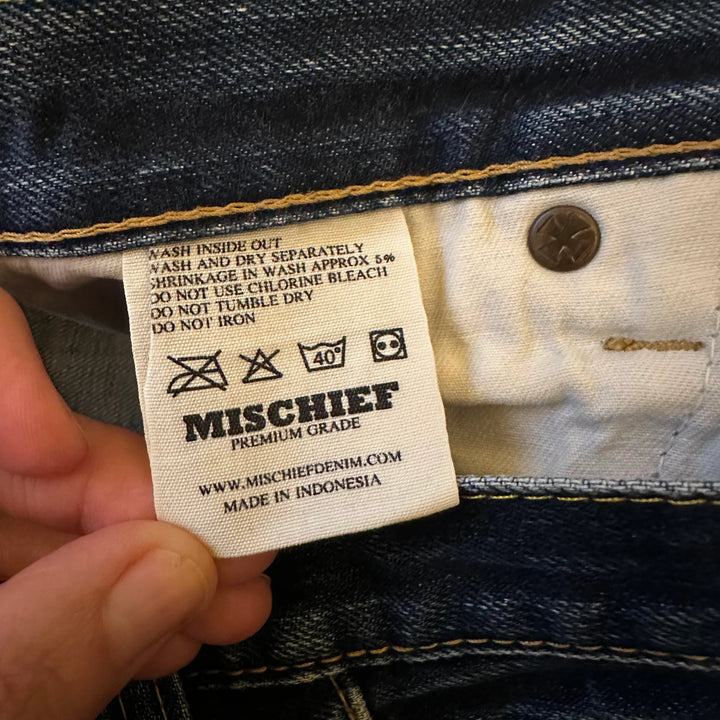 WASH INSIDE OUT
WASH AND DRY SEPARATELY
SHRINKAGE IN WASH APPROX 5%
DO NOT USE CHLORINE BLEACH
DO NOT TUMBLE DRY
DO NOT IRON
40°
MISCHIEF
PREMIUM GRADE
WWW.MISCHIEFDENIM.COM
MADE IN INDONESIA